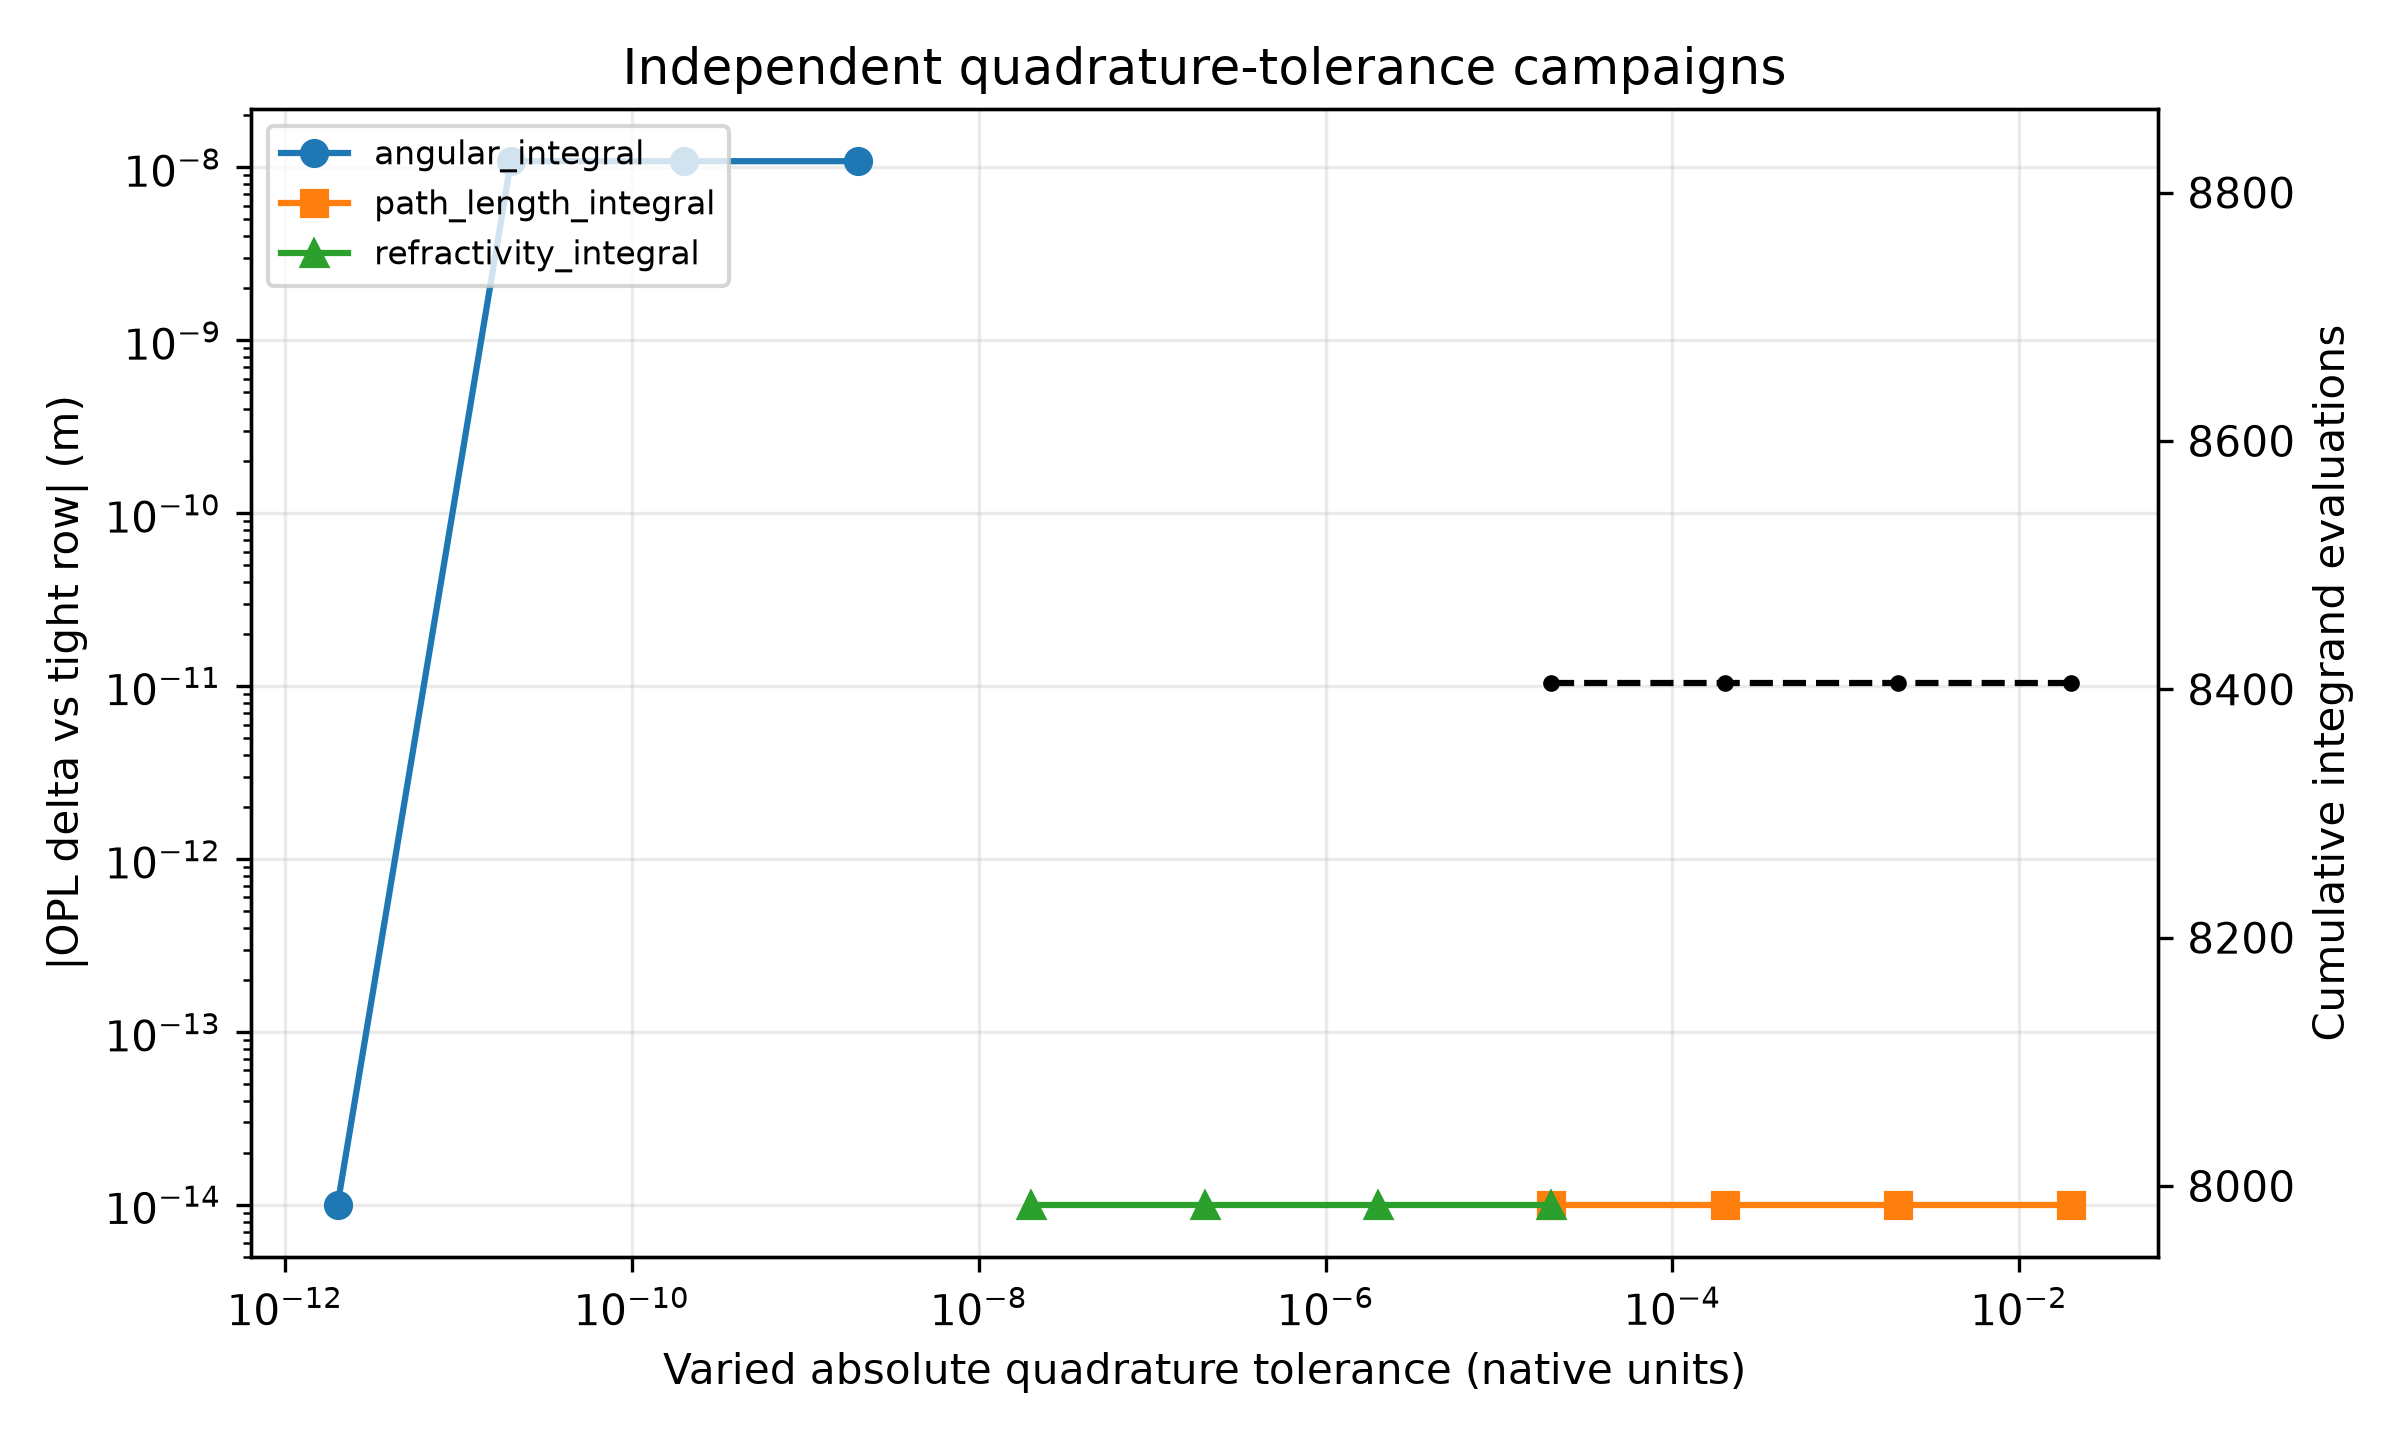 Independent quadrature-tolerance campaigns
angular_integral
path_length_integral
refractivity_integral
10⁻⁸
10⁻⁹
10⁻¹⁰
10⁻¹¹
10⁻¹²
10⁻¹³
10⁻¹⁴
|OPL delta vs tight row| (m)
8800
8600
8400
8200
8000
Cumulative integrand evaluations
10⁻¹² 10⁻¹⁰ 10⁻⁸ 10⁻⁶ 10⁻⁴ 10⁻²
Varied absolute quadrature tolerance (native units)